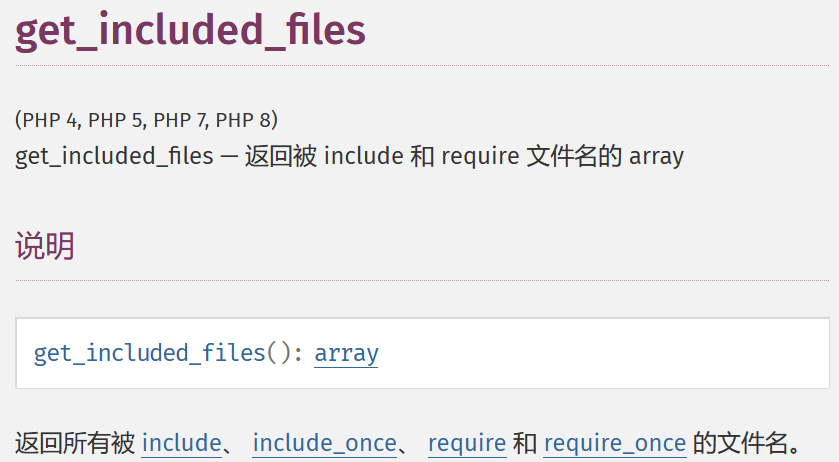 get_included_files
(PHP 4, PHP 5, PHP 7, PHP 8)
get_included_files — 返回被 include 和 require 文件名的 array
说明
get_included_files(): array
返回所有被 include、 include_once、 require 和 require_once 的文件名。